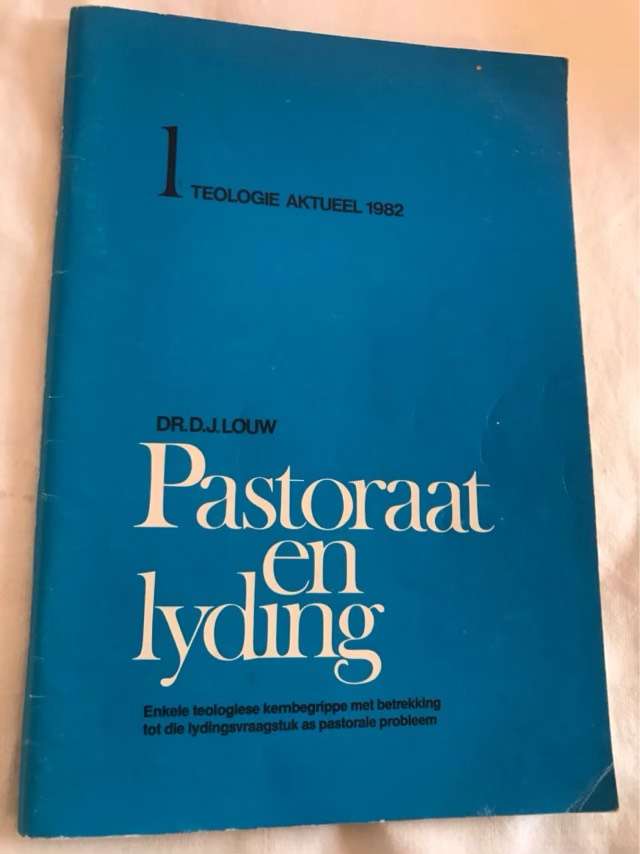 1 TEOLOGIE AKTUEEL 1982
DR. D.J. LOUW
Pastoraat
en
lyding
Enkele teologiese kernbegrippe met betrekking
tot die lydingsvraagstuk as pastorale probleem